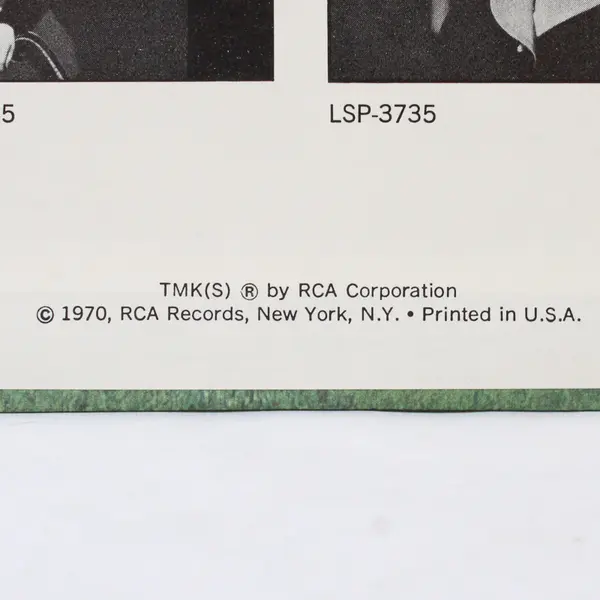 5
LSP-3735
TMK(S) ® by RCA Corporation
© 1970, RCA Records, New York, N.Y. • Printed in U.S.A.